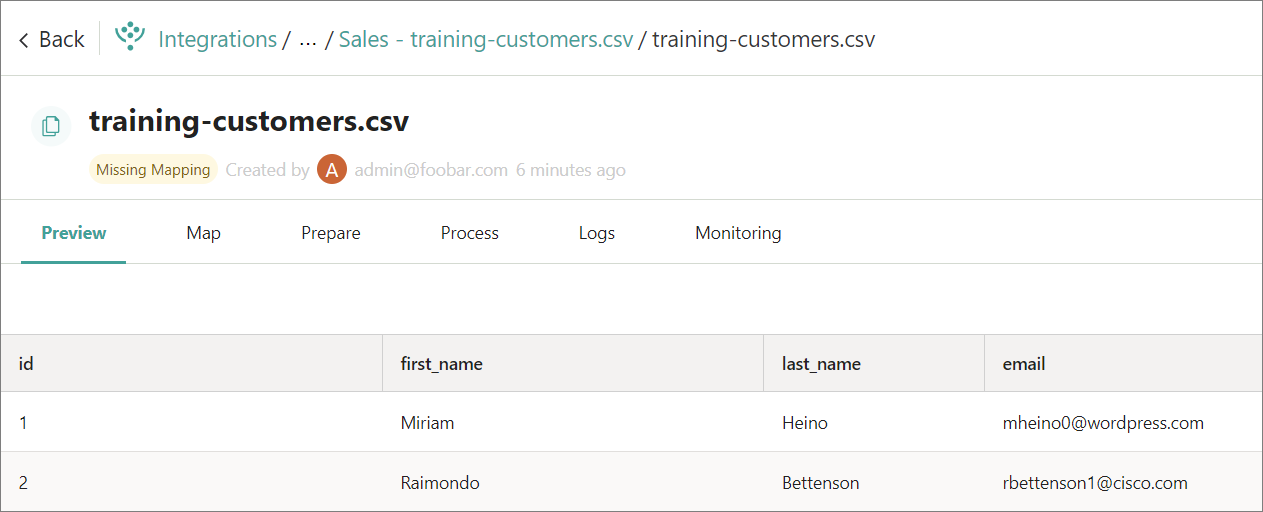 Back Integrations / ... / Sales - training-customers.csv / training-customers.csv
training-customers.csv
Missing Mapping Created by A admin@foobar.com 6 minutes ago
Preview Map Prepare Process Logs Monitoring
id first_name last_name email
1 Miriam Heino mheino0@wordpress.com
2 Raimondo Bettenson rbettenson1@cisco.com